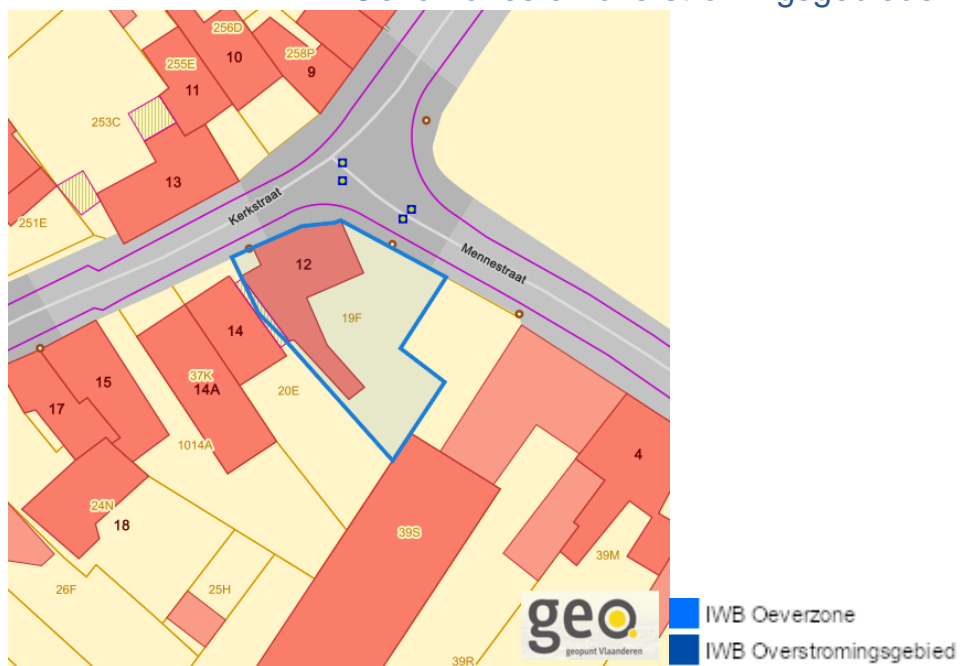 256D
10
258P
9
255E
11
253C
13
251E
Kerkstraat
Mennestraat
12
19F
14
37K
14A
20E
15
17
1014A
4
24N
18
39S
39M
26F
25H
39R
geo.
geopunt Vlaanderen
IWB Oeverzone
IWB Overstromingsgebied